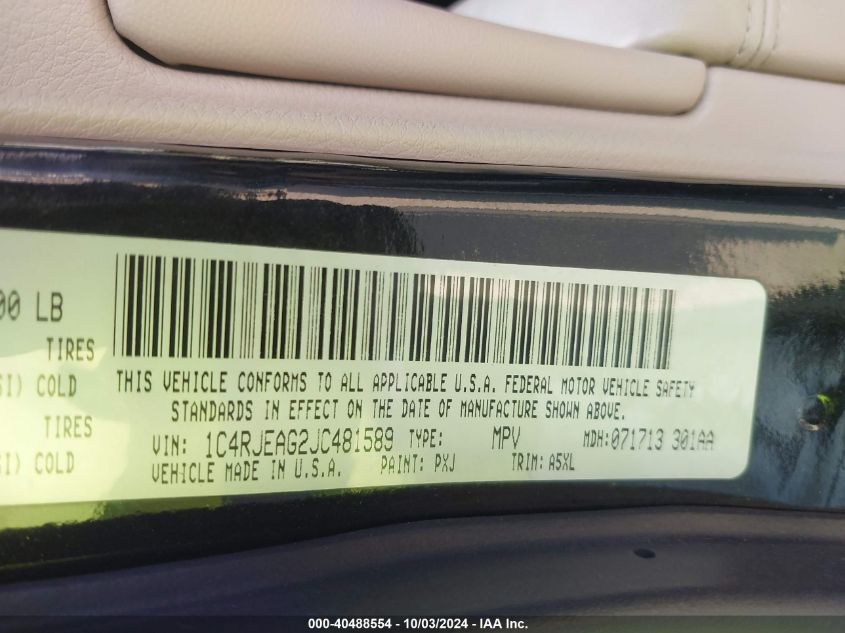 00 LB
TIRES
SI) COLD
TIRES
SI) COLD
THIS VEHICLE CONFORMS TO ALL APPLICABLE U.S.A. FEDERAL MOTOR VEHICLE SAFETY
STANDARDS IN EFFECT ON THE DATE OF MANUFACTURE SHOWN ABOVE.
VIN: 1C4RJEAG2JC481589 TYPE: MPV MDH:071713 301AA
VEHICLE MADE IN U.S.A. PAINT: PXJ TRIM: A5XL
000-40488554 - 10/03/2024 - IAA Inc.